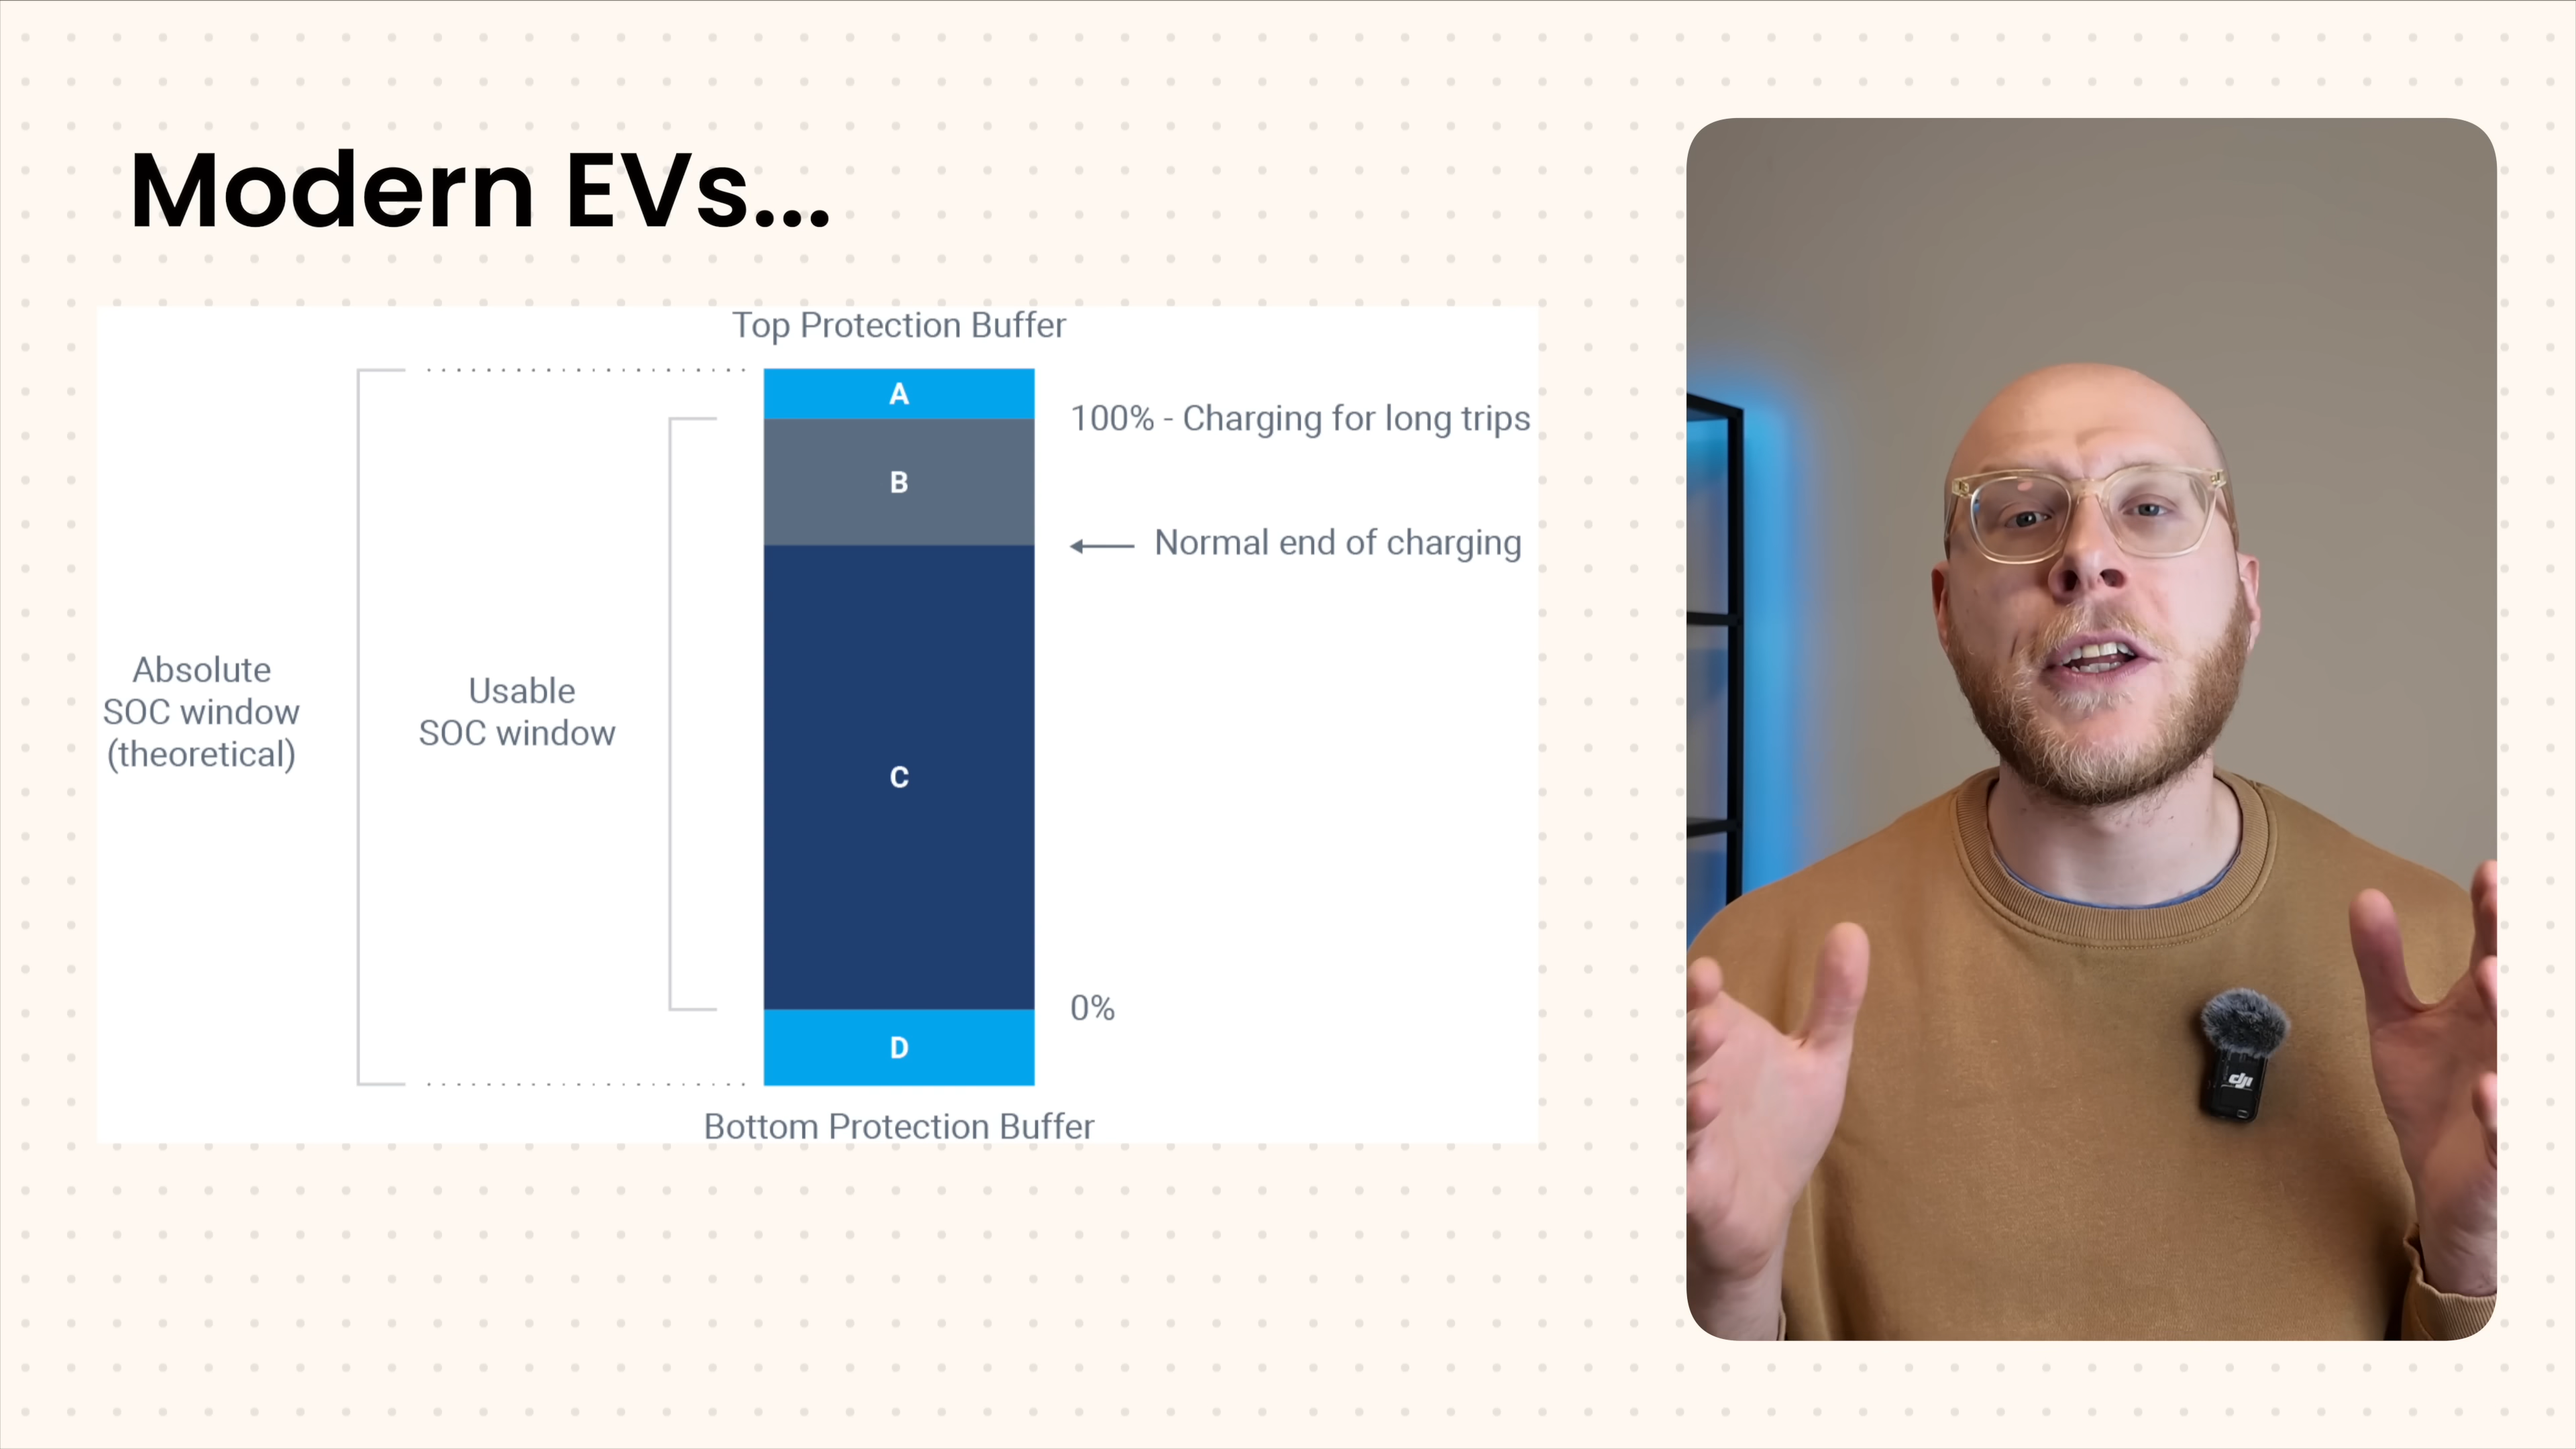 Modern EVs...
Top Protection Buffer
A
100% - Charging for long trips
B
Normal end of charging
Absolute
SOC window
(theoretical)
Usable
SOC window
C
0%
D
Bottom Protection Buffer
dji